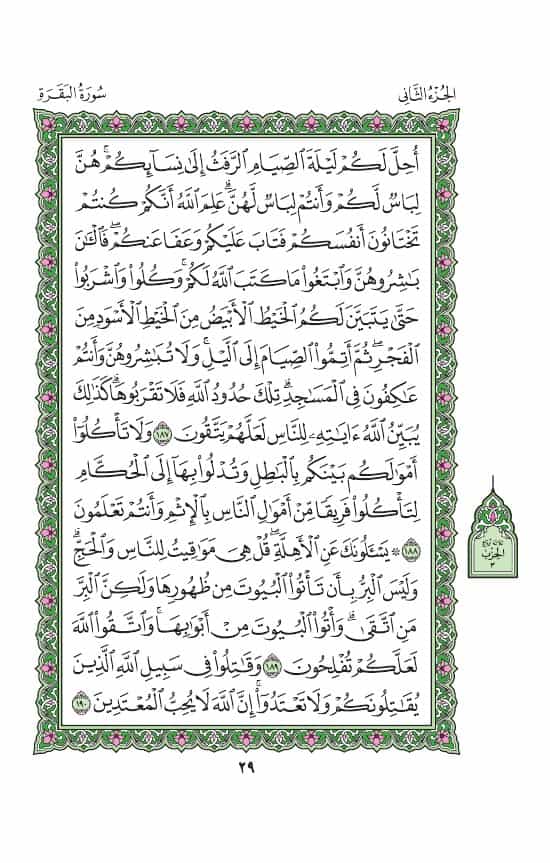 الجزء الثاني
سورة البقرة
أُحِلَّ لَكُمْ لَيْلَةَ ٱلصِّيَامِ ٱلرَّفَثُ إِلَىٰ نِسَآئِكُمْ ۚ هُنَّ
لِبَاسٌ لَّكُمْ وَأَنتُمْ لِبَاسٌ لَّهُنَّ ۗ عَلِمَ ٱللَّهُ أَنَّكُمْ كُنتُمْ
تَخْتَانُونَ أَنفُسَكُمْ فَتَابَ عَلَيْكُمْ وَعَفَا عَنكُمْ ۖ فَٱلْـَٰٔنَ
بَـٰشِرُوهُنَّ وَٱبْتَغُوا۟ مَا كَتَبَ ٱللَّهُ لَكُمْ ۚ وَكُلُوا۟ وَٱشْرَبُوا۟
حَتَّىٰ يَتَبَيَّنَ لَكُمُ ٱلْخَيْطُ ٱلْأَبْيَضُ مِنَ ٱلْخَيْطِ ٱلْأَسْوَدِ مِنَ
ٱلْفَجْرِ ۖ ثُمَّ أَتِمُّوا۟ ٱلصِّيَامَ إِلَى ٱلَّيْلِ ۚ وَلَا تُبَـٰشِرُوهُنَّ وَأَنتُمْ
عَـٰكِفُونَ فِى ٱلْمَسَـٰجِدِ ۗ تِلْكَ حُدُودُ ٱللَّهِ فَلَا تَقْرَبُوهَا ۗ كَذَٰلِكَ
يُبَيِّنُ ٱللَّهُ ءَايَـٰتِهِۦ لِلنَّاسِ لَعَلَّهُمْ يَتَّقُونَ ١٨٧ وَلَا تَأْكُلُوٓا۟
أَمْوَٰلَكُم بَيْنَكُم بِٱلْبَـٰطِلِ وَتُدْلُوا۟ بِهَآ إِلَى ٱلْحُكَّامِ
لِتَأْكُلُوا۟ فَرِيقًا مِّنْ أَمْوَٰلِ ٱلنَّاسِ بِٱلْإِثْمِ وَأَنتُمْ تَعْلَمُونَ
١٨٨ ۞ يَسْـَٔلُونَكَ عَنِ ٱلْأَهِلَّةِ ۖ قُلْ هِىَ مَوَٰقِيتُ لِلنَّاسِ وَٱلْحَجِّ ۗ
وَلَيْسَ ٱلْبِرُّ بِأَن تَأْتُوا۟ ٱلْبُيُوتَ مِن ظُهُورِهَا وَلَـٰكِنَّ ٱلْبِرَّ
مَنِ ٱتَّقَىٰ ۗ وَأْتُوا۟ ٱلْبُيُوتَ مِنْ أَبْوَٰبِهَا ۚ وَٱتَّقُوا۟ ٱللَّهَ
لَعَلَّكُمْ تُفْلِحُونَ ١٨٩ وَقَـٰتِلُوا۟ فِى سَبِيلِ ٱللَّهِ ٱلَّذِينَ
يُقَـٰتِلُونَكُمْ وَلَا تَعْتَدُوٓا۟ ۚ إِنَّ ٱللَّهَ لَا يُحِبُّ ٱلْمُعْتَدِينَ ١٩٠
الحزب
٣
٢٩